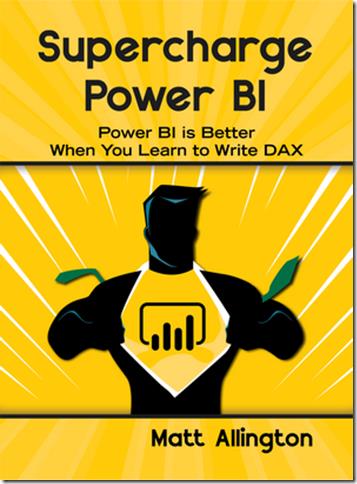 Supercharge
Power BI
Power BI is Better
When You Learn to Write DAX
Matt Allington